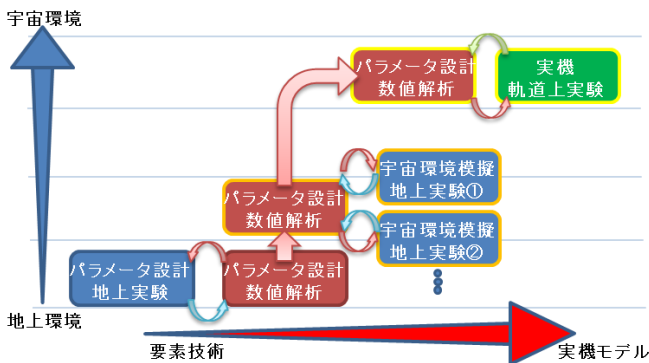 宇宙環境
パラメータ設計
数値解析
実機
軌道上実験
宇宙環境模擬
地上実験①
パラメータ設計
数値解析
宇宙環境模擬
地上実験②
パラメータ設計
地上実験
パラメータ設計
数値解析
地上環境
要素技術
実機モデル